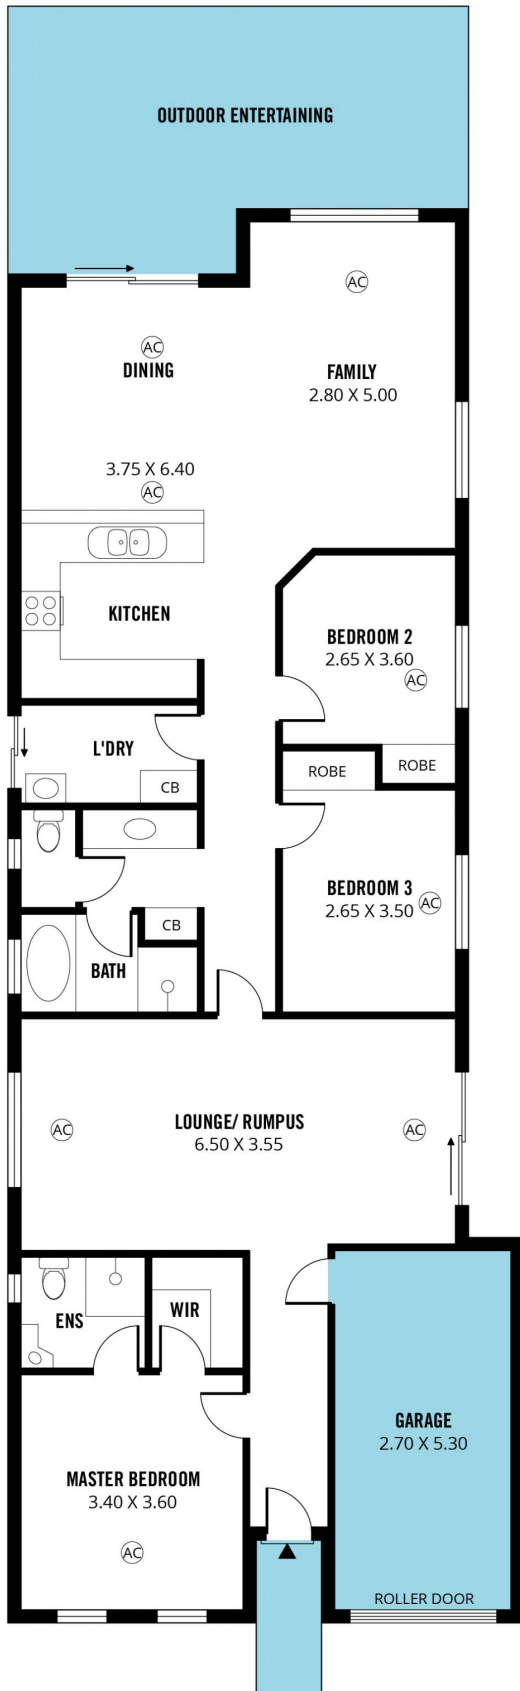 OUTDOOR ENTERTAINING
AC
AC
DINING
FAMILY
2.80 X 5.00
3.75 X 6.40
AC
KITCHEN
BEDROOM 2
2.65 X 3.60
AC
L'DRY
CB
ROBE
ROBE
BEDROOM 3
2.65 X 3.50
AC
CB
BATH
LOUNGE/ RUMPUS
6.50 X 3.55
AC
AC
ENS
WIR
GARAGE
2.70 X 5.30
MASTER BEDROOM
3.40 X 3.60
AC
ROLLER DOOR